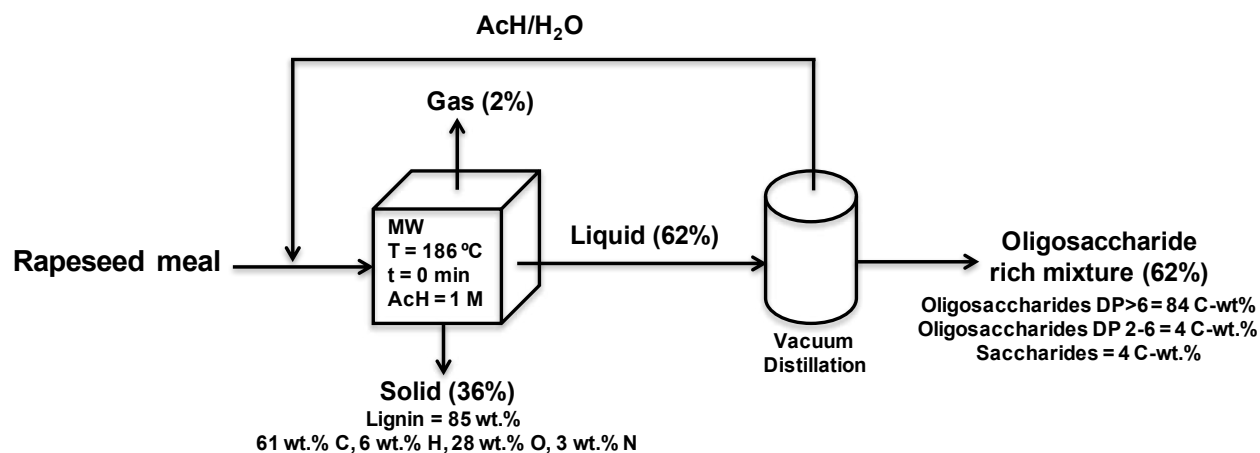 AcH/H₂O
Gas (2%)
MW
T = 186 ºC
t = 0 min
AcH = 1 M
Rapeseed meal
Liquid (62%)
Vacuum
Distillation
Oligosaccharide
rich mixture (62%)
Oligosaccharides DP>6 = 84 C-wt%
Oligosaccharides DP 2-6 = 4 C-wt.%
Saccharides = 4 C-wt.%
Solid (36%)
Lignin = 85 wt.%
61 wt.% C, 6 wt.% H, 28 wt.% O, 3 wt.% N